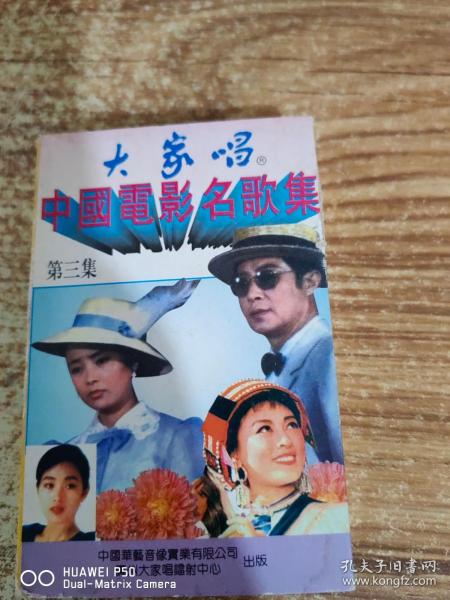 大家唱®
中國電影名歌集
第三集
中國華藝音像實業有限公司
深圳大家唱鐳射中心
出版
HUAWEI P50
Dual-Matrix Camera
孔夫子旧书网
www.kongfz.com